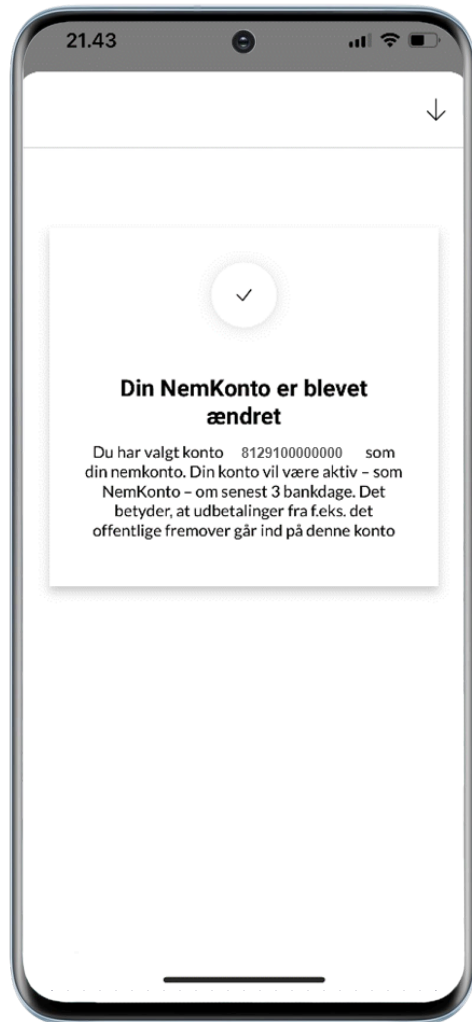 21.43
Din NemKonto er blevet
ændret
Du har valgt konto 8129100000000 som
din nemkonto. Din konto vil være aktiv – som
NemKonto – om senest 3 bankdage. Det
betyder, at udbetalinger fra f.eks. det
offentlige fremover går ind på denne konto